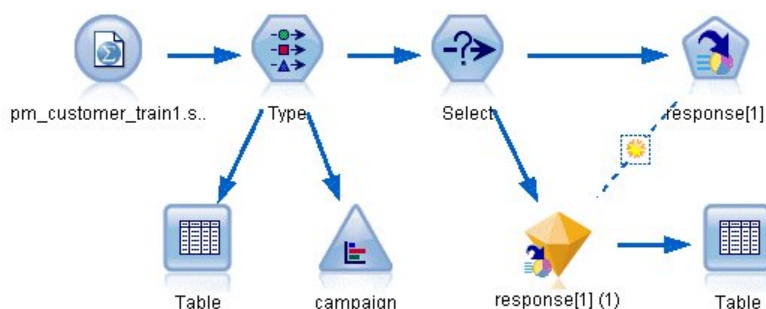 pm_customer_train1.s..
Type
Select
response[1]
Table
campaign
response[1] (1)
Table